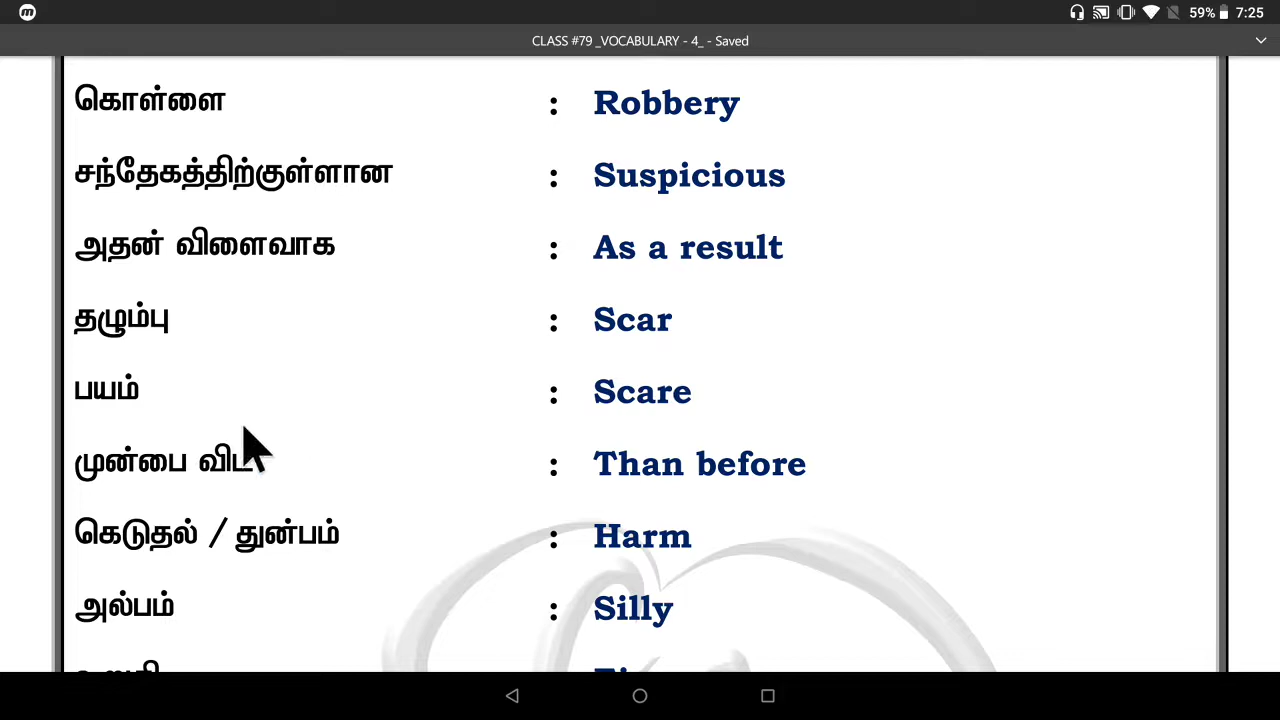 59% 7:25
CLASS #79 _VOCABULARY - 4_ - Saved
கொள்ளை : Robbery
சந்தேகத்திற்குள்ளான : Suspicious
அதன் விளைவாக : As a result
தழும்பு : Scar
பயம் : Scare
முன்பை விட : Than before
கெடுதல் / துன்பம் : Harm
அல்பம் : Silly